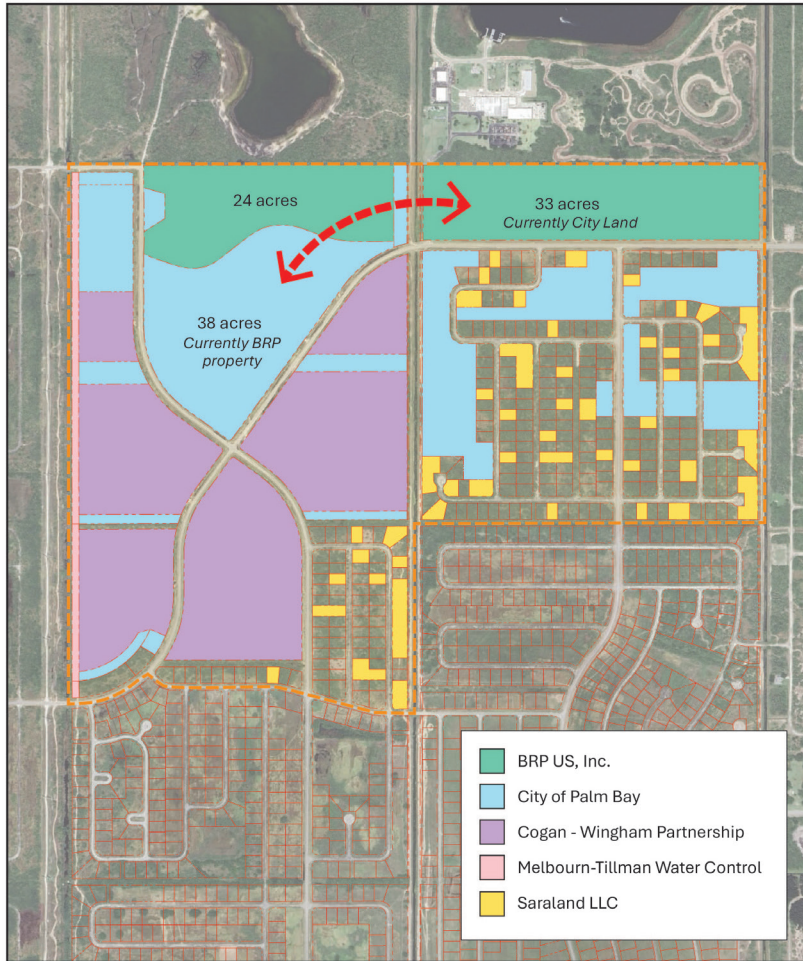 24 acres
33 acres
Currently City Land
38 acres
Currently BRP
property
BRP US, Inc.
City of Palm Bay
Cogan - Wingham Partnership
Melbourn-Tillman Water Control
Saraland LLC